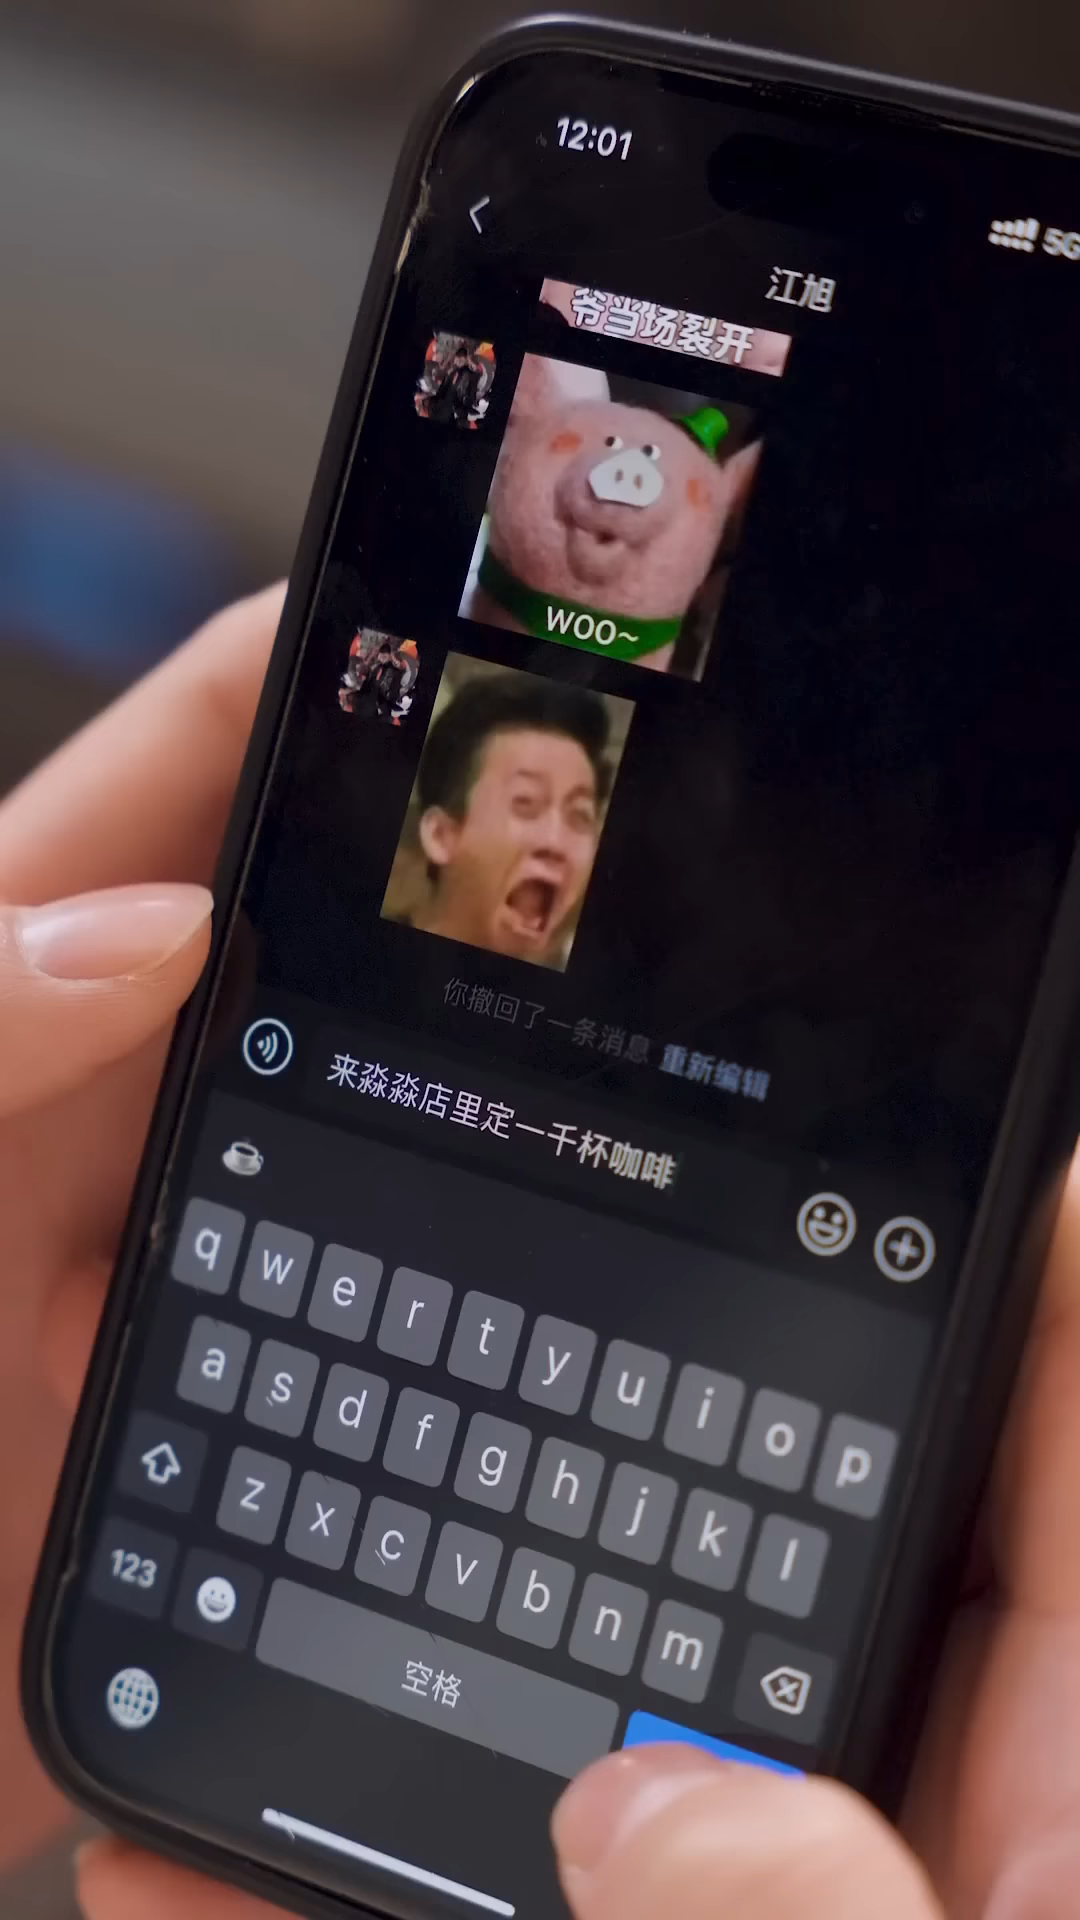 12:01
5G
江旭
爷当场裂开
WOO~
你撤回了一条消息 重新编辑
来淼淼店里定一千杯咖啡
q w e r t y u i o p
a s d f g h j k l
z x c v b n m
123
空格